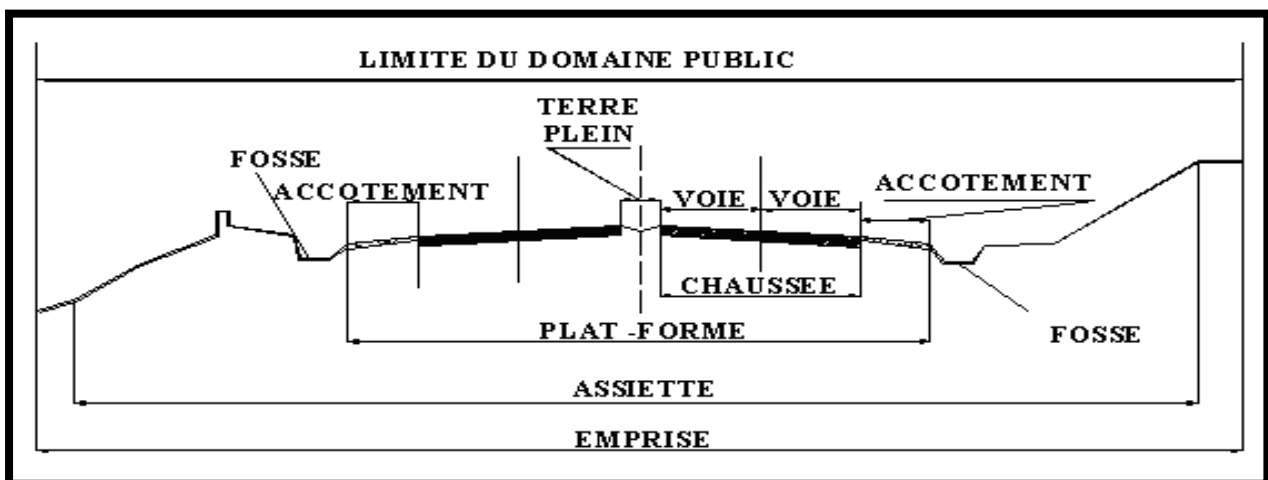 LIMITE DU DOMAINE PUBLIC
TERRE
PLEIN
FOSSE
ACCOTEMENT
VOIE
VOIE
ACCOTEMENT
CHAUSSEE
PLAT -FORME
FOSSE
ASSIETTE
EMPRISE